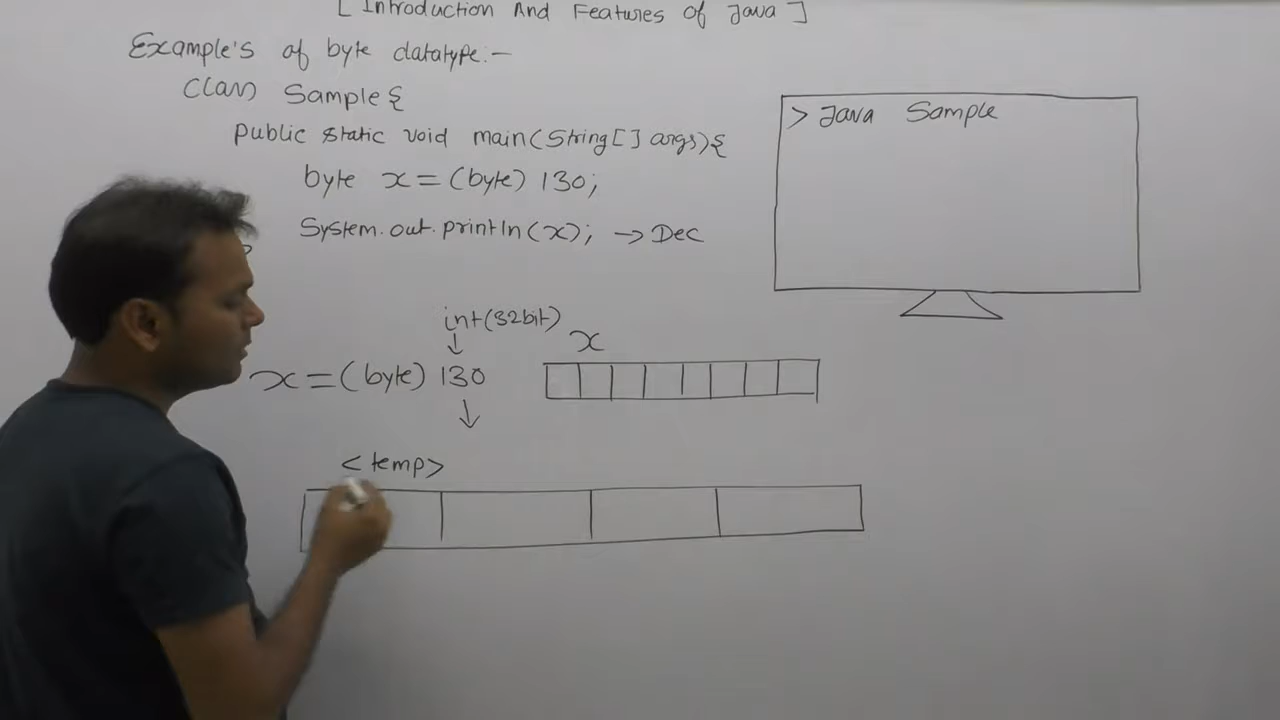 [ Introduction And Features of Java ]
Example's of byte datatype:-
Class Sample {
public static void main(String[] args){
byte x = (byte) 130;
System.out.println(x); → Dec
> Java Sample
int(32bit)
x
x = (byte) 130
<temp>